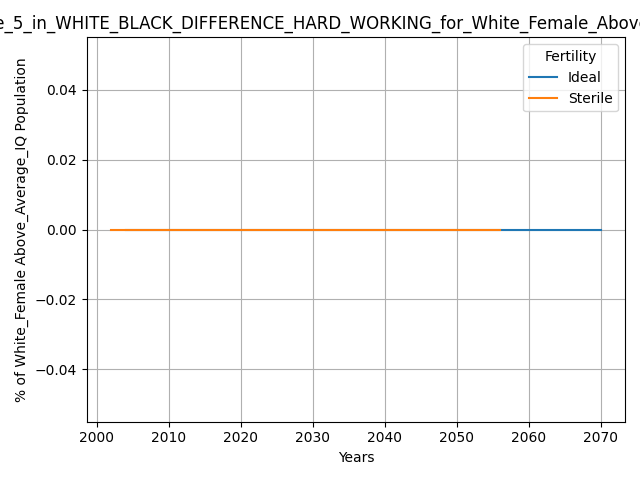 e_5_in_WHITE_BLACK_DIFFERENCE_HARD_WORKING_for_White_Female_Above
Fertility
Ideal
Sterile
% of White_Female Above_Average_IQ Population
0.04
0.02
0.00
−0.02
−0.04
2000 2010 2020 2030 2040 2050 2060 2070
Years